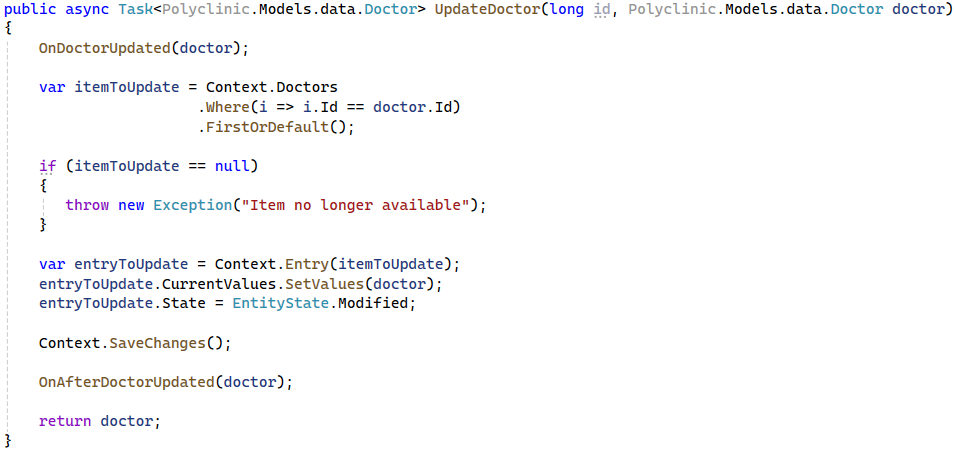 public async Task<Polyclinic.Models.data.Doctor> UpdateDoctor(long id, Polyclinic.Models.data.Doctor doctor)
{
    OnDoctorUpdated(doctor);

    var itemToUpdate = Context.Doctors
                      .Where(i => i.Id == doctor.Id)
                      .FirstOrDefault();

    if (itemToUpdate == null)
    {
       throw new Exception("Item no longer available");
    }

    var entryToUpdate = Context.Entry(itemToUpdate);
    entryToUpdate.CurrentValues.SetValues(doctor);
    entryToUpdate.State = EntityState.Modified;

    Context.SaveChanges();

    OnAfterDoctorUpdated(doctor);

    return doctor;
}